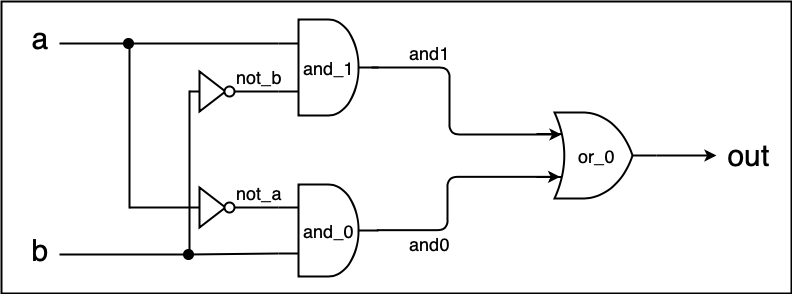 a
and1
not_b
and_1
or_0
out
not_a
and_0
b
and0